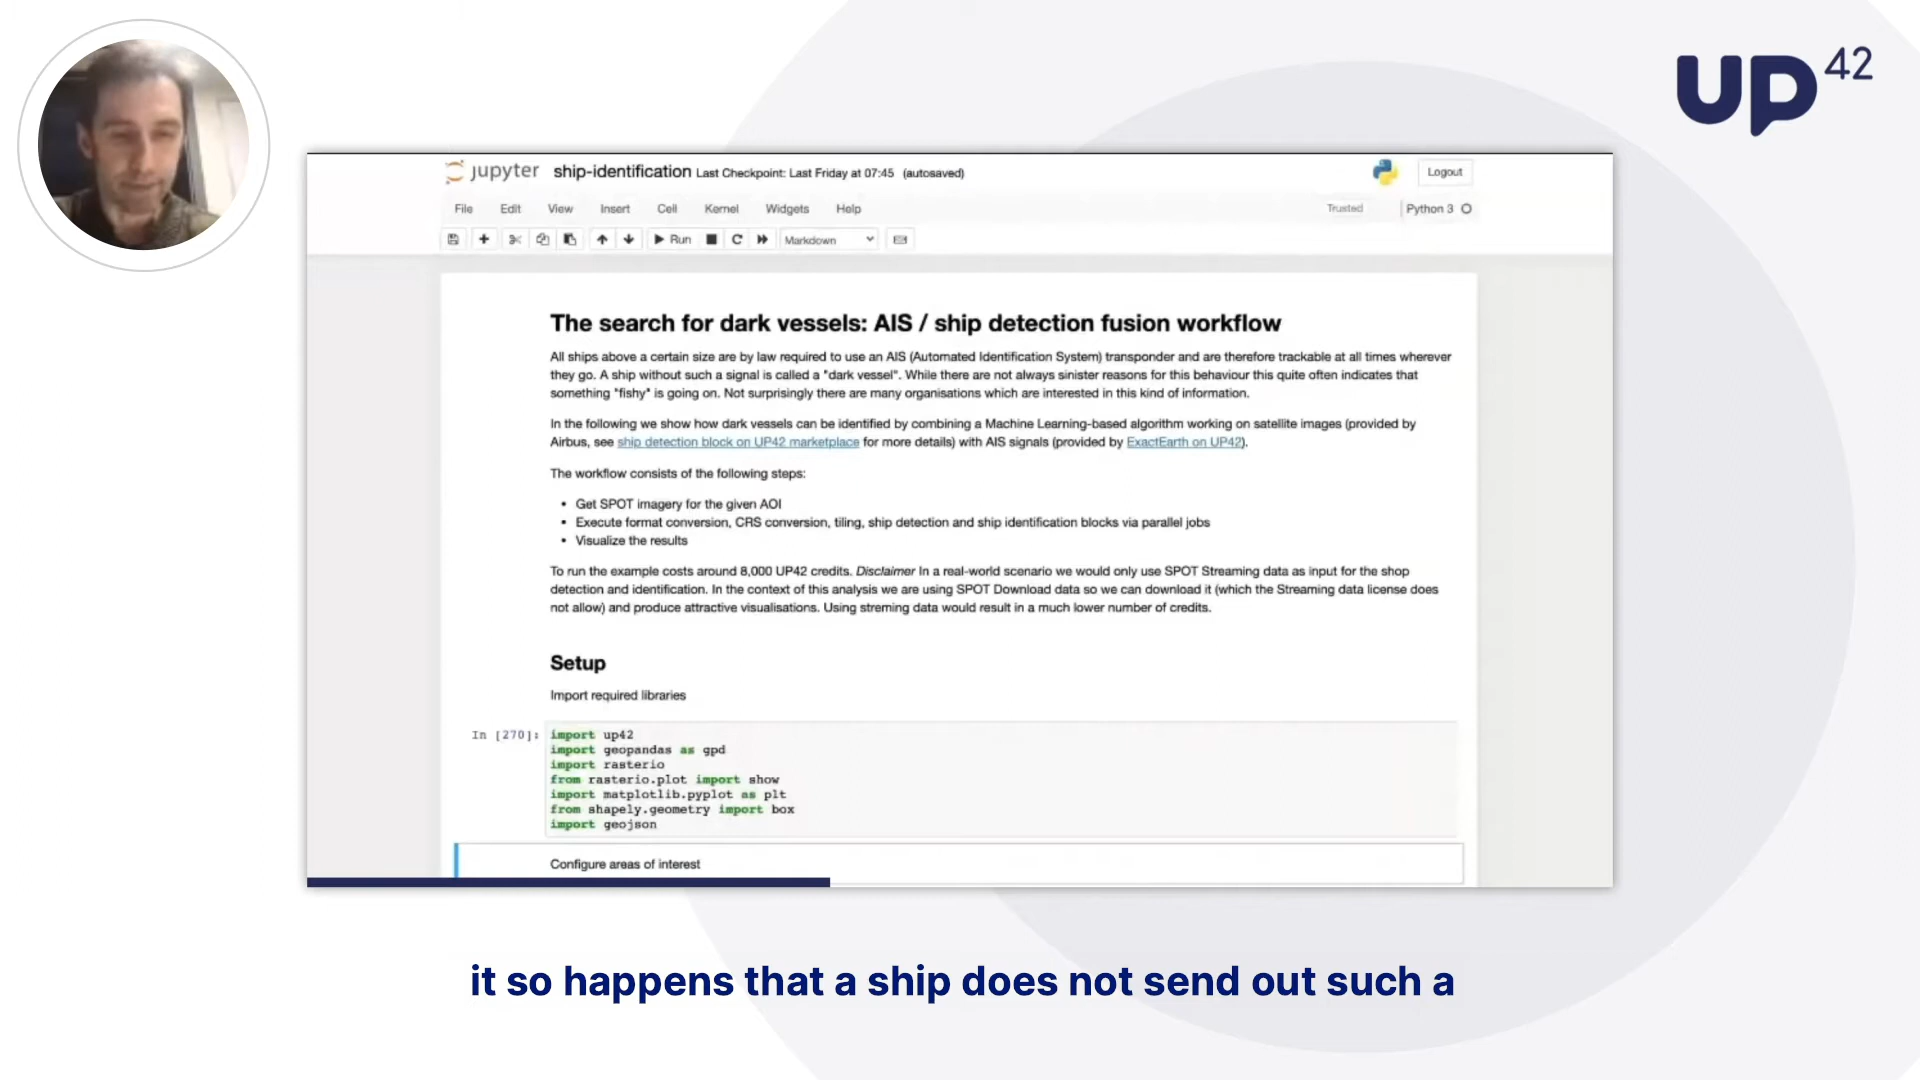 UP42
jupyter ship-identification Last Checkpoint: Last Friday at 07:45 (autosaved)
Logout
File Edit View Insert Cell Kernel Widgets Help
Trusted
Python 3
Run
Markdown
The search for dark vessels: AIS / ship detection fusion workflow
All ships above a certain size are by law required to use an AIS (Automated Identification System) transponder and are therefore trackable at all times wherever
they go. A ship without such a signal is called a "dark vessel". While there are not always sinister reasons for this behaviour this quite often indicates that
something "fishy" is going on. Not surprisingly there are many organisations which are interested in this kind of information.
In the following we show how dark vessels can be identified by combining a Machine Learning-based algorithm working on satellite images (provided by
Airbus, see ship detection block on UP42 marketplace for more details) with AIS signals (provided by ExactEarth on UP42).
The workflow consists of the following steps:
• Get SPOT imagery for the given AOI
• Execute format conversion, CRS conversion, tiling, ship detection and ship identification blocks via parallel jobs
• Visualize the results
To run the example costs around 8,000 UP42 credits. Disclaimer In a real-world scenario we would only use SPOT Streaming data as input for the shop
detection and identification. In the context of this analysis we are using SPOT Download data so we can download it (which the Streaming data license does
not allow) and produce attractive visualisations. Using streming data would result in a much lower number of credits.
Setup
Import required libraries
In [270]: import up42
import geopandas as gpd
import rasterio
from rasterio.plot import show
import matplotlib.pyplot as plt
from shapely.geometry import box
import geojson
Configure areas of interest
it so happens that a ship does not send out such a